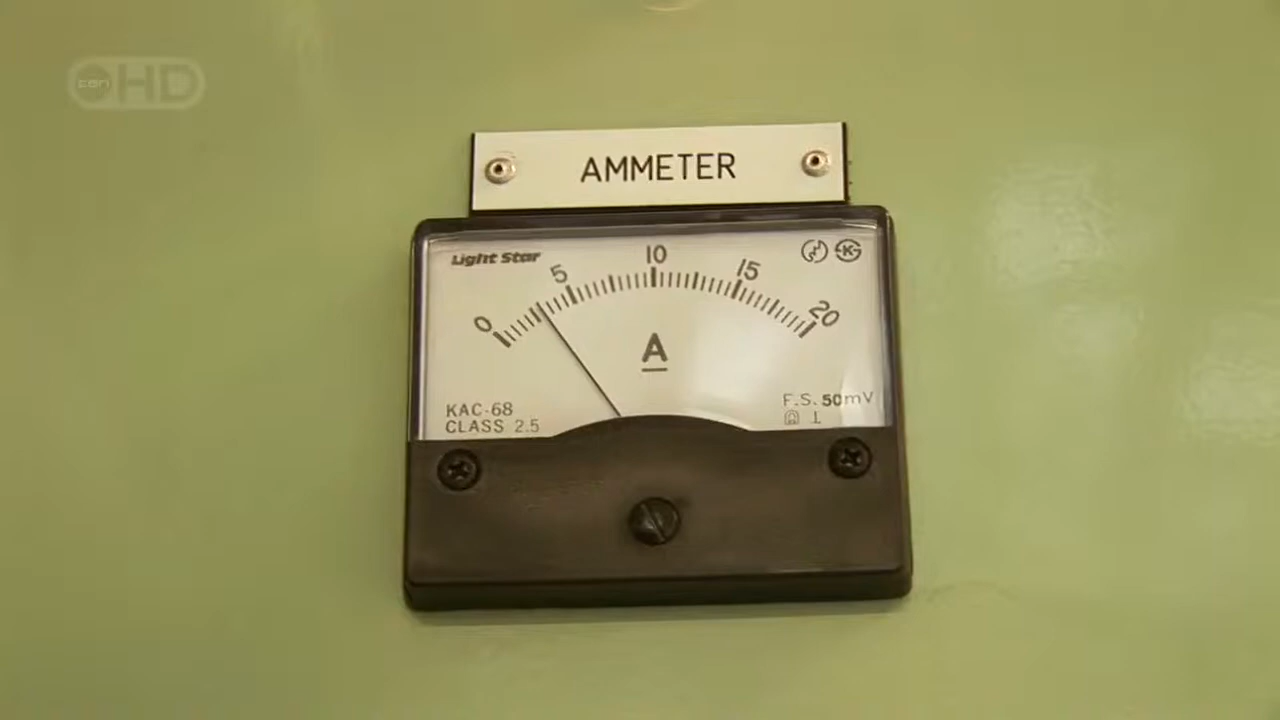 HD
AMMETER
Light Star
0 5 10 15 20
A
KAC-68
CLASS 2.5
F.S. 50mV
K